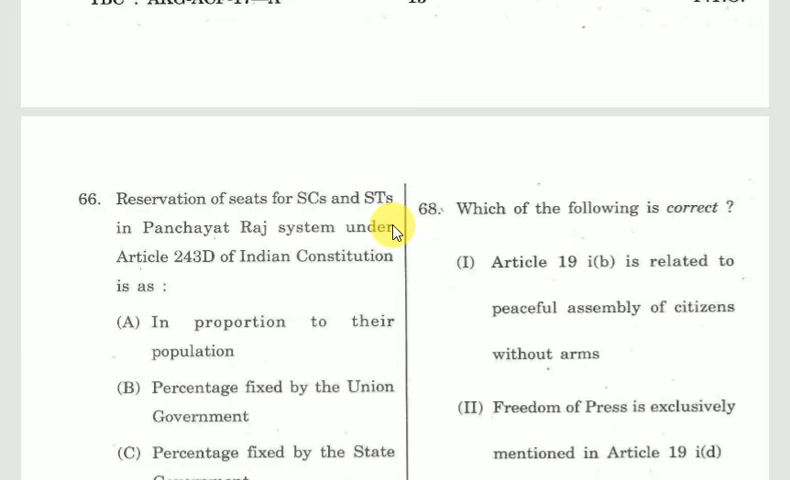 66. Reservation of seats for SCs and STs
in Panchayat Raj system under
Article 243D of Indian Constitution
is as :
(A) In proportion to their
population
(B) Percentage fixed by the Union
Government
(C) Percentage fixed by the State
68. Which of the following is correct ?
(I) Article 19 i(b) is related to
peaceful assembly of citizens
without arms
(II) Freedom of Press is exclusively
mentioned in Article 19 i(d)